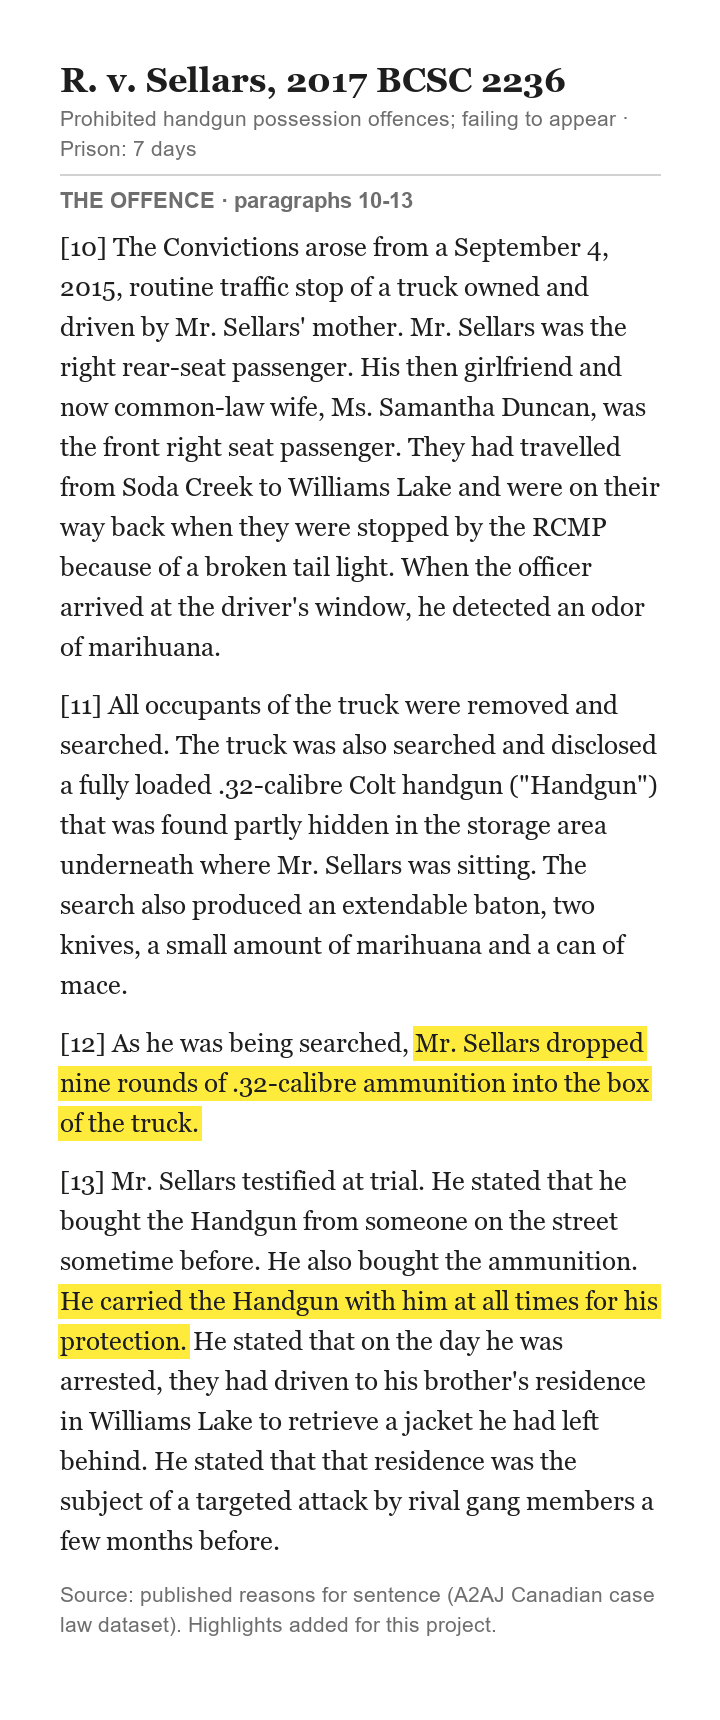 R. v. Sellars, 2017 BCSC 2236
Prohibited handgun possession offences; failing to appear ·
Prison: 7 days
THE OFFENCE · paragraphs 10-13
[10] The Convictions arose from a September 4,
2015, routine traffic stop of a truck owned and
driven by Mr. Sellars' mother. Mr. Sellars was the
right rear-seat passenger. His then girlfriend and
now common-law wife, Ms. Samantha Duncan, was
the front right seat passenger. They had travelled
from Soda Creek to Williams Lake and were on their
way back when they were stopped by the RCMP
because of a broken tail light. When the officer
arrived at the driver's window, he detected an odor
of marihuana.
[11] All occupants of the truck were removed and
searched. The truck was also searched and disclosed
a fully loaded .32-calibre Colt handgun ("Handgun")
that was found partly hidden in the storage area
underneath where Mr. Sellars was sitting. The
search also produced an extendable baton, two
knives, a small amount of marihuana and a can of
mace.
[12] As he was being searched, Mr. Sellars dropped
nine rounds of .32-calibre ammunition into the box
of the truck.
[13] Mr. Sellars testified at trial. He stated that he
bought the Handgun from someone on the street
sometime before. He also bought the ammunition.
He carried the Handgun with him at all times for his
protection. He stated that on the day he was
arrested, they had driven to his brother's residence
in Williams Lake to retrieve a jacket he had left
behind. He stated that that residence was the
subject of a targeted attack by rival gang members a
few months before.
Source: published reasons for sentence (A2AJ Canadian case
law dataset). Highlights added for this project.